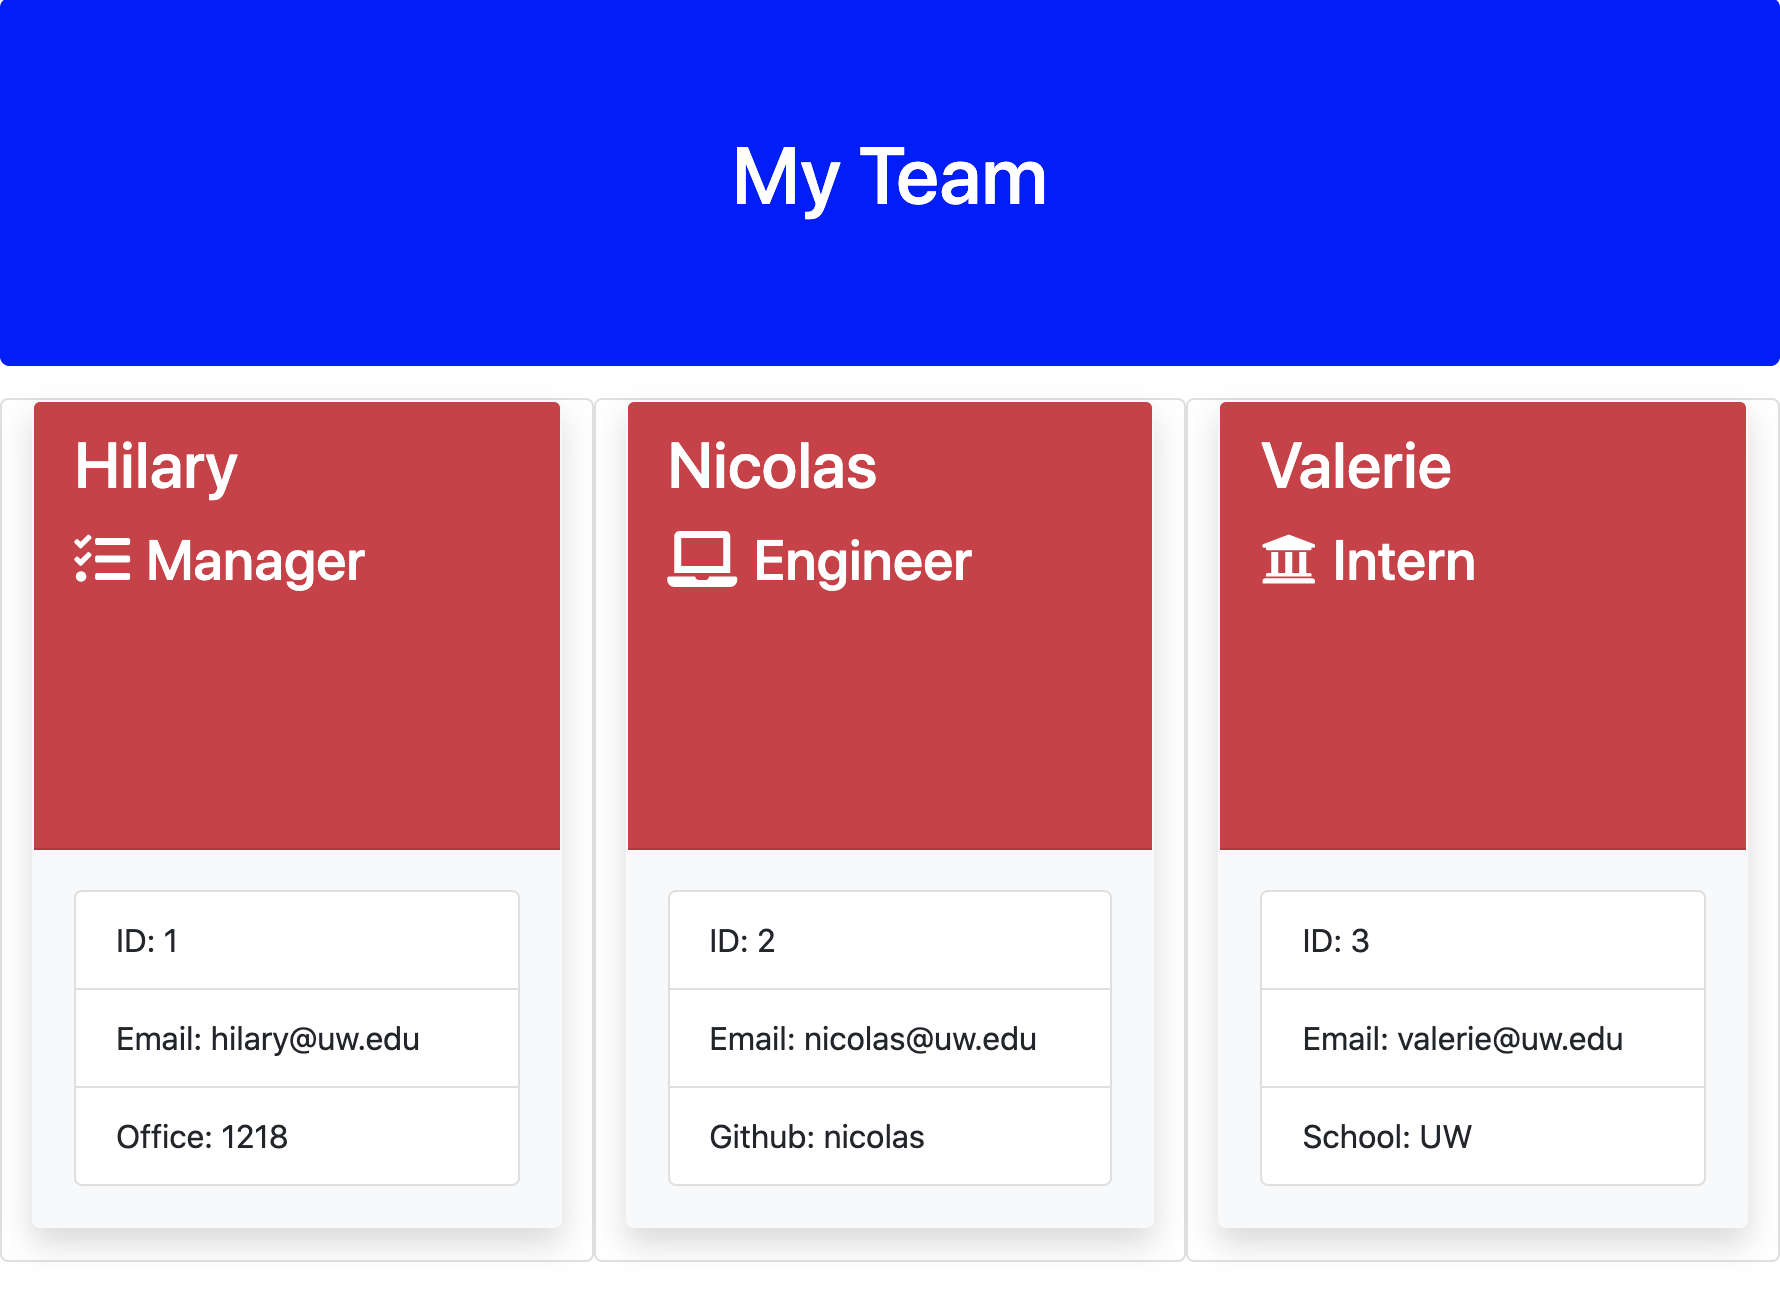 My Team
Hilary
Manager
ID: 1
Email: hilary@uw.edu
Office: 1218
Nicolas
Engineer
ID: 2
Email: nicolas@uw.edu
Github: nicolas
Valerie
Intern
ID: 3
Email: valerie@uw.edu
School: UW